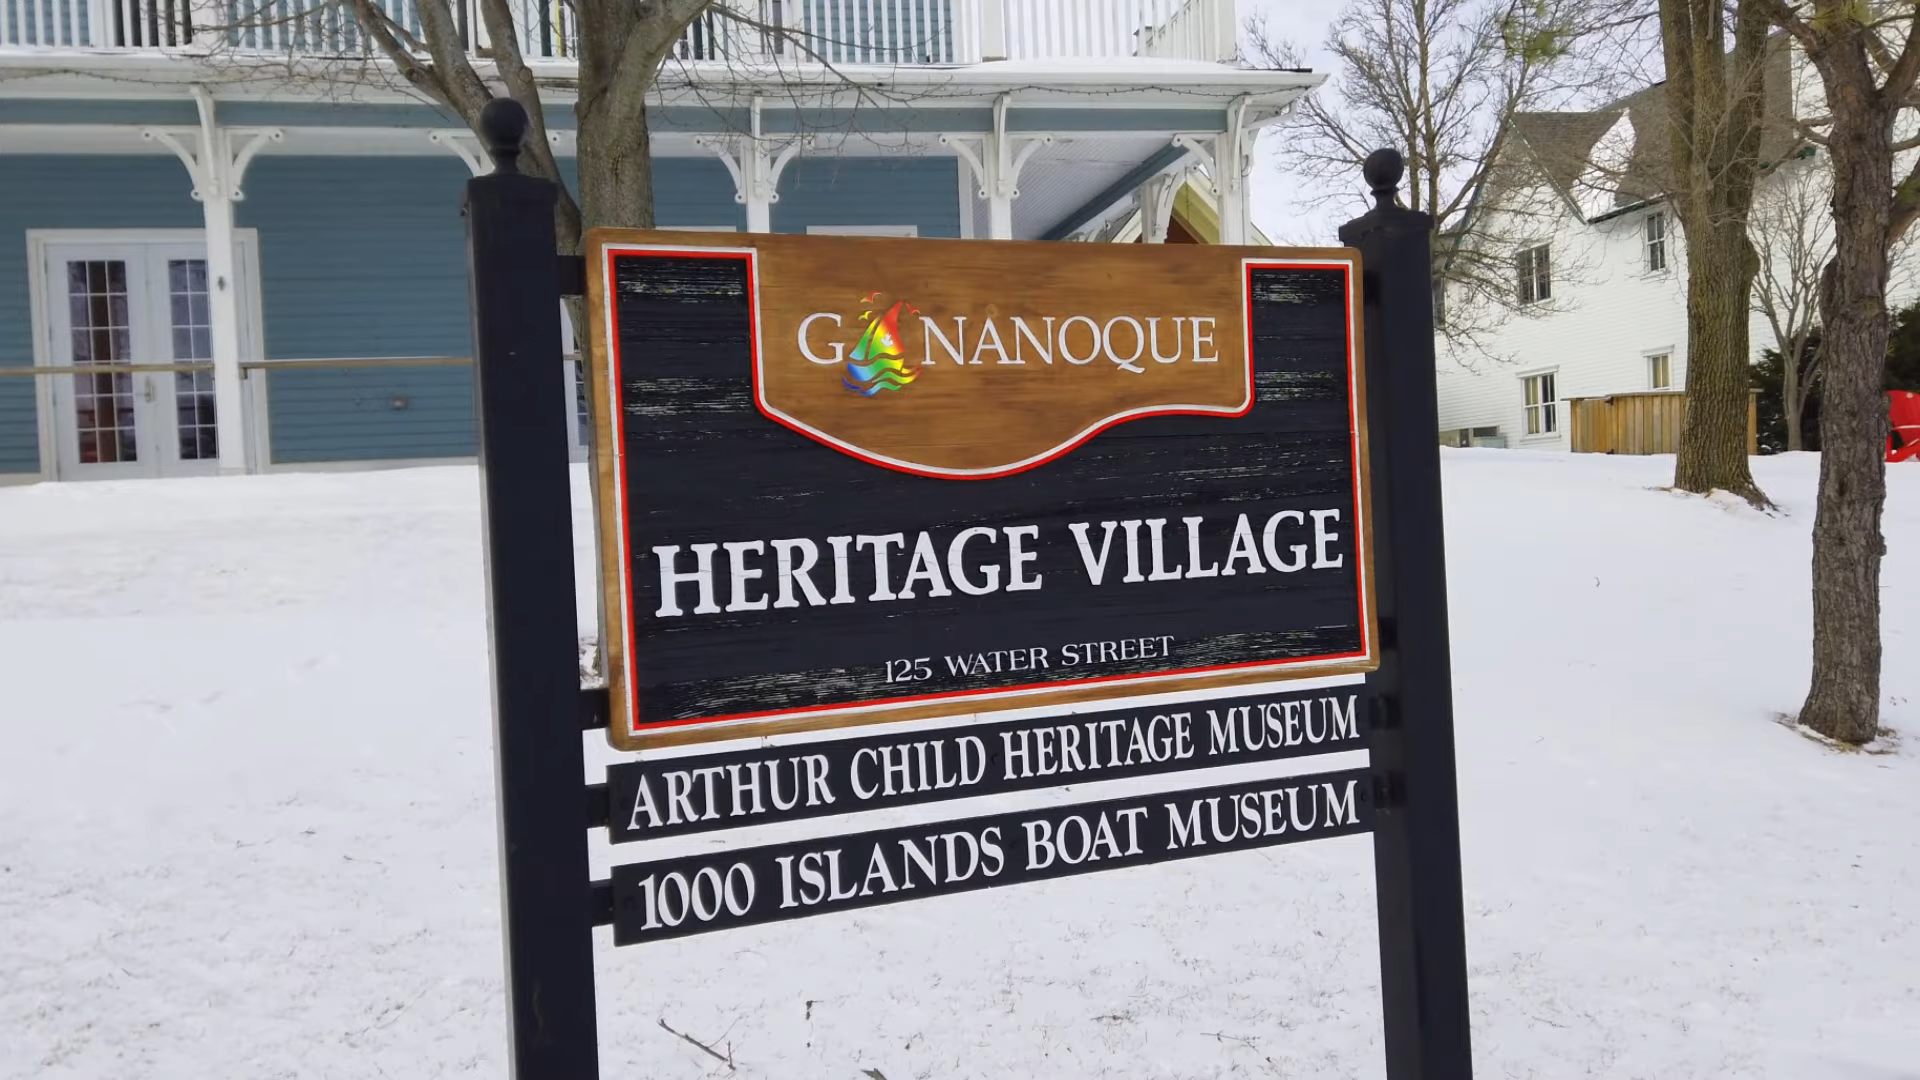 GANANOQUE
HERITAGE VILLAGE
125 WATER STREET
ARTHUR CHILD HERITAGE MUSEUM
1000 ISLANDS BOAT MUSEUM